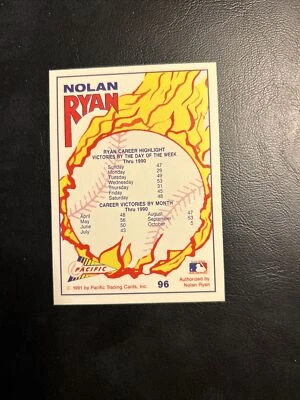 NOLAN
RYAN
RYAN CAREER HIGHLIGHT
VICTORIES BY THE DAY OF THE WEEK
Thru 1990
Sunday 47
Monday 29
Tuesday 49
Wednesday 53
Thursday 31
Friday 45
Saturday 48
CAREER VICTORIES BY MONTH
Thru 1990
April 48 August 47
May 56 September 53
June 50 October 5
July 43
PACIFIC
© 1991 by Pacific Trading Cards, Inc. 96 Authorized by
Nolan Ryan